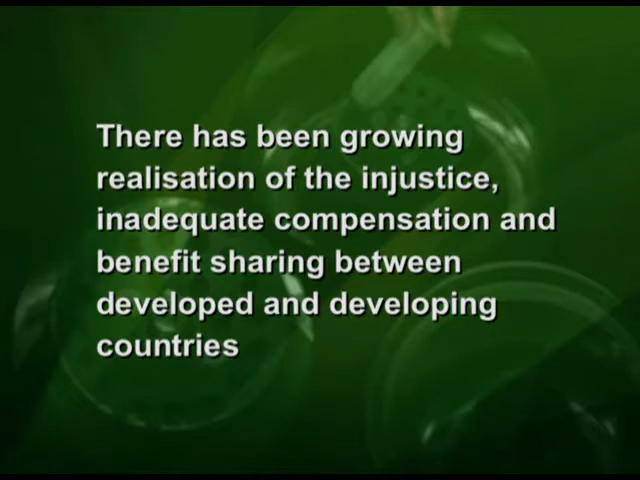 There has been growing
realisation of the injustice,
inadequate compensation and
benefit sharing between
developed and developing
countries